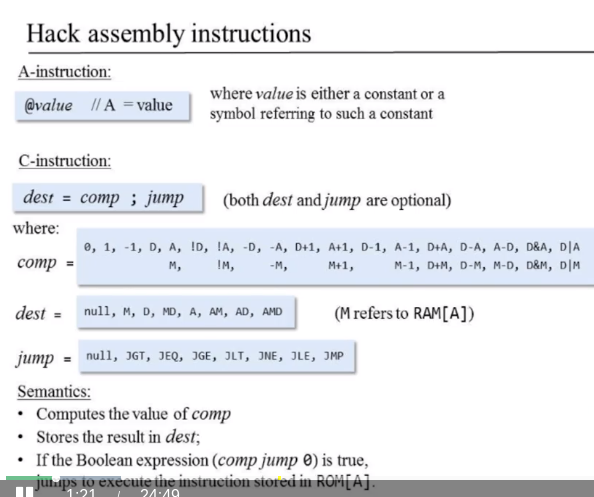 Hack assembly instructions
A-instruction:
@value // A = value
where value is either a constant or a
symbol referring to such a constant
C-instruction:
dest = comp ; jump
(both dest and jump are optional)
where:
comp =
0, 1, -1, D, A, !D, !A, -D, -A, D+1, A+1, D-1, A-1, D+A, D-A, A-D, D&A, D|A
M, !M, -M, M+1, M-1, D+M, D-M, M-D, D&M, D|M
dest = null, M, D, MD, A, AM, AD, AMD (M refers to RAM[A])
jump = null, JGT, JEQ, JGE, JLT, JNE, JLE, JMP
Semantics:
• Computes the value of comp
• Stores the result in dest;
• If the Boolean expression (comp jump 0) is true,
jumps to execute the instruction stored in ROM[A].
1:21 / 24:49